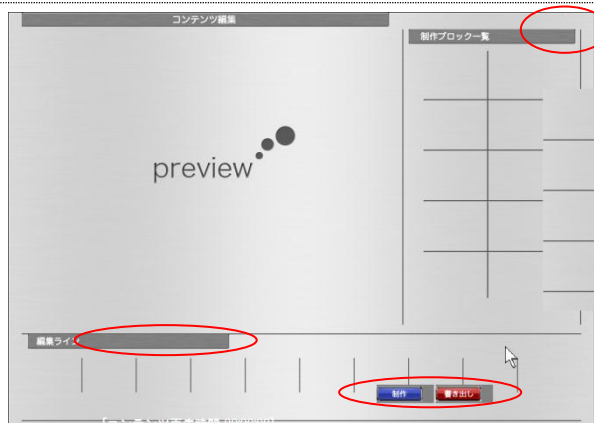 コンテンツ編集
制作ブロック一覧
preview
編集ライン
制作
書き出し